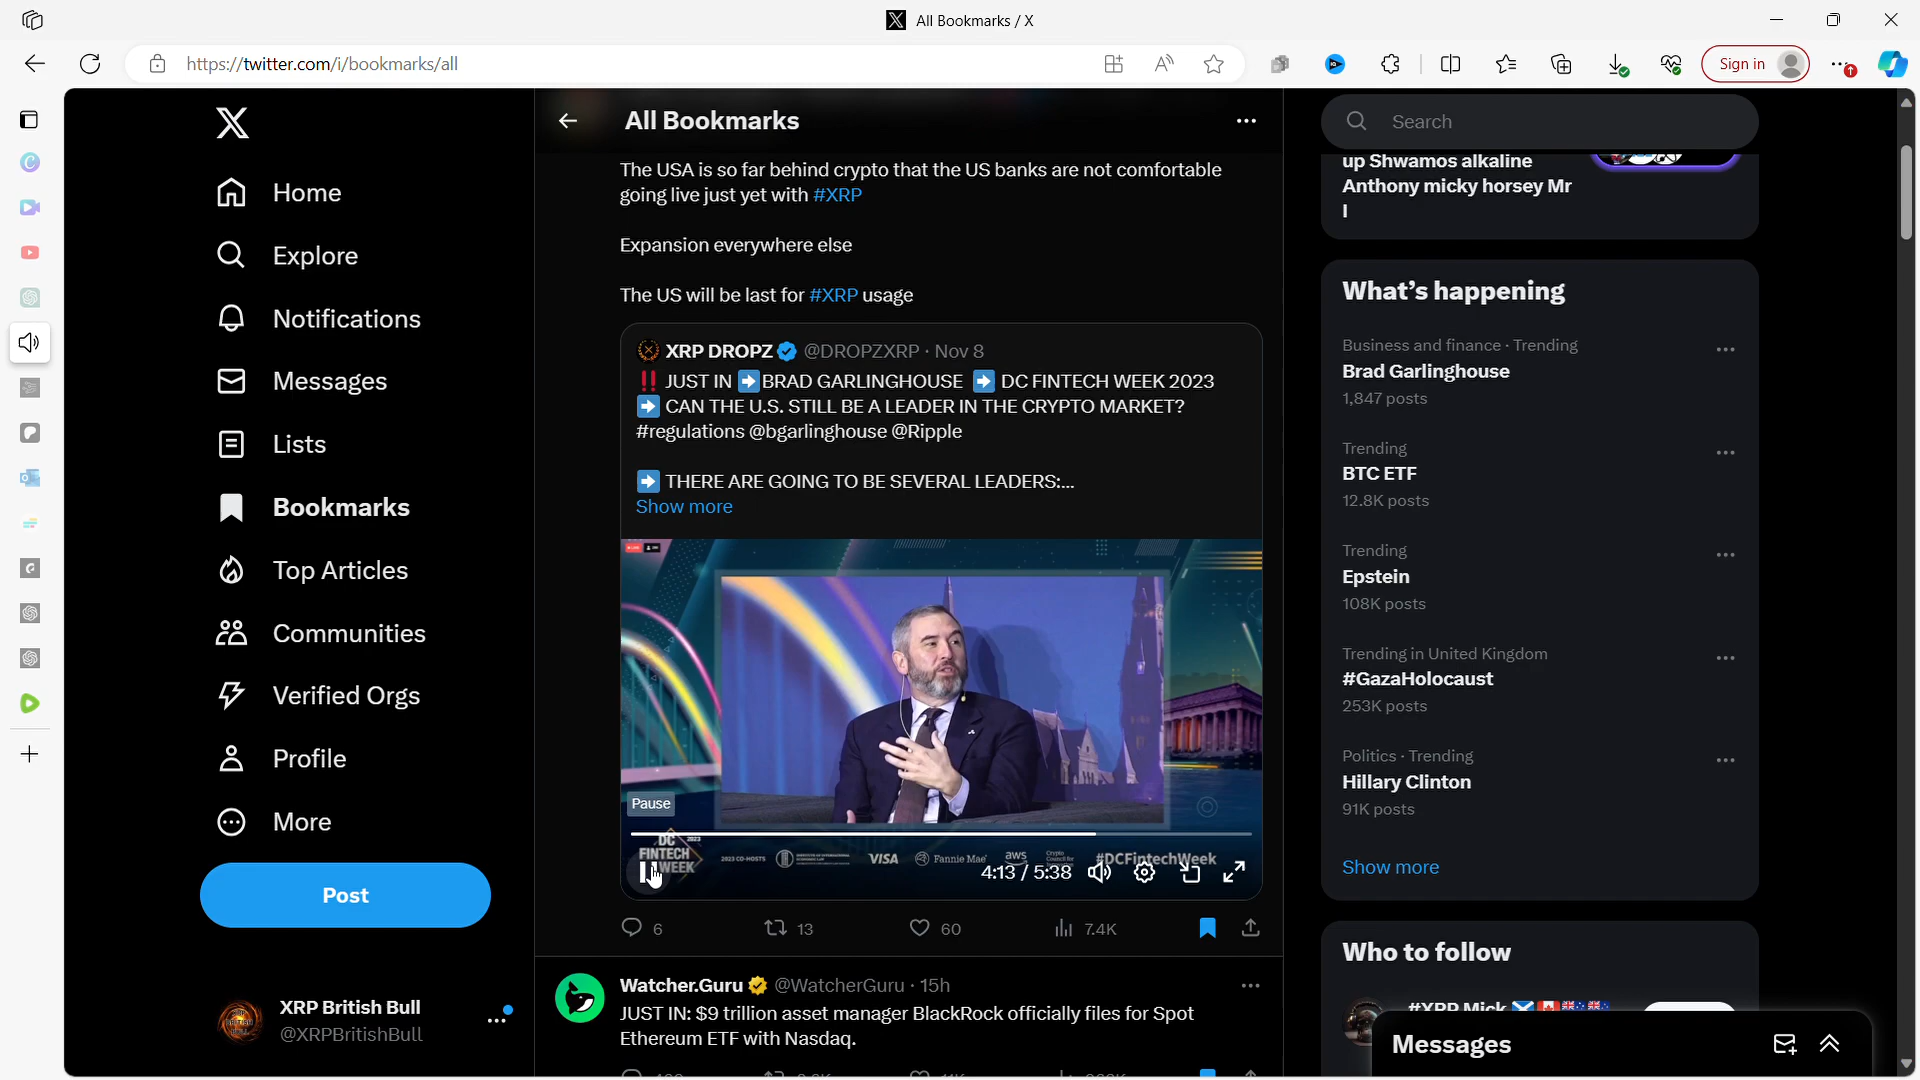 All Bookmarks / X
https://twitter.com/i/bookmarks/all
Sign in
Home
Explore
Notifications
Messages
Lists
Bookmarks
Top Articles
Communities
Verified Orgs
Profile
More
Post
XRP British Bull
@XRPBritishBull
All Bookmarks
The USA is so far behind crypto that the US banks are not comfortable
going live just yet with #XRP
Expansion everywhere else
The US will be last for #XRP usage
XRP DROPZ @DROPZXRP · Nov 8
‼️ JUST IN ➡️BRAD GARLINGHOUSE ➡️ DC FINTECH WEEK 2023
➡️ CAN THE U.S. STILL BE A LEADER IN THE CRYPTO MARKET?
#regulations @bgarlinghouse @Ripple
➡️ THERE ARE GOING TO BE SEVERAL LEADERS:...
Show more
Pause
DC
FINTECH
WEEK
2023
2023 CO-HOSTS
VISA
Fannie Mae
aws
#DCFintechWeek
4:13 / 5:38
6
13
60
7.4K
Watcher.Guru @WatcherGuru · 15h
JUST IN: $9 trillion asset manager BlackRock officially files for Spot
Ethereum ETF with Nasdaq.
Search
up Shwamos alkaline
Anthony micky horsey Mr
I
What's happening
Business and finance · Trending
Brad Garlinghouse
1,847 posts
Trending
BTC ETF
12.8K posts
Trending
Epstein
108K posts
Trending in United Kingdom
#GazaHolocaust
253K posts
Politics · Trending
Hillary Clinton
91K posts
Show more
Who to follow
#XRP Mick
Messages